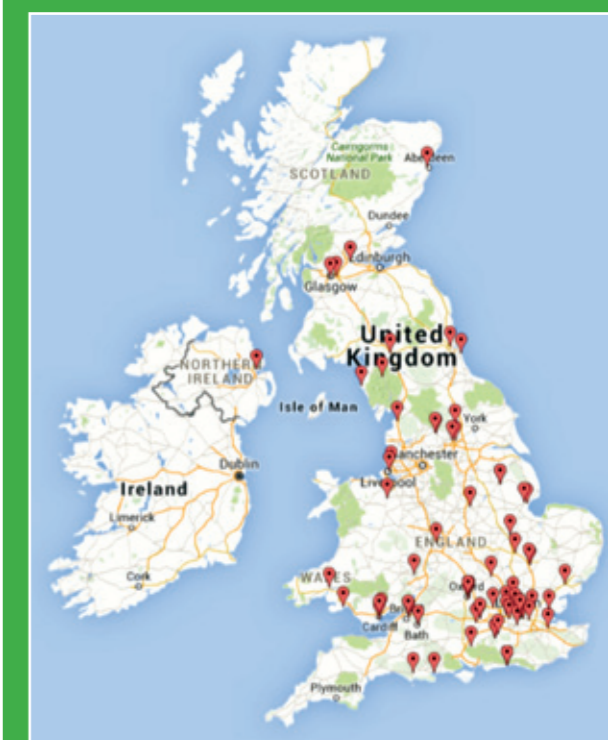 Cairngorms
National Park
Aberdeen
SCOTLAND
Dundee
Edinburgh
Glasgow
United
Kingdom
NORTHERN
IRELAND
Isle of Man
York
Manchester
Dublin
Liverpool
Ireland
Limerick
ENGLAND
WALES
Cork
Oxford
London
Cardiff
Bath
Plymouth